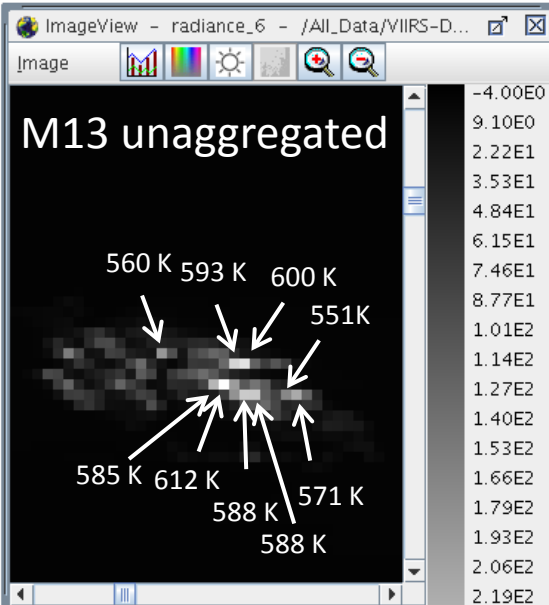 ImageView - radiance_6 - /All_Data/VIIRS-D...
Image
M13 unaggregated
560 K
593 K
600 K
551K
585 K
612 K
588 K
588 K
571 K
-4.00E0
9.10E0
2.22E1
3.53E1
4.84E1
6.15E1
7.46E1
8.77E1
1.01E2
1.14E2
1.27E2
1.40E2
1.53E2
1.66E2
1.79E2
1.93E2
2.06E2
2.19E2